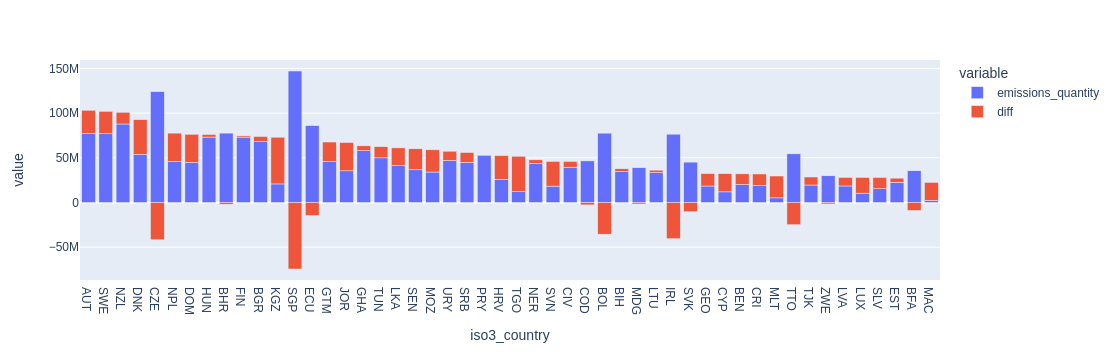 150M
100M
50M
0
−50M
value
AUT SWE NZL DNK CZE NPL DOM HUN BHR FIN BGR KGZ SGP ECU GTM JOR GHA TUN LKA SEN MOZ URY SRB PRY HRV TGO NER SVN CIV COD BOL BIH MDG LTU IRL SVK GEO CYP BEN CRI MLT TTO TJK ZWE LVA LUX SLV EST BFA MAC
iso3_country
variable
emissions_quantity
diff